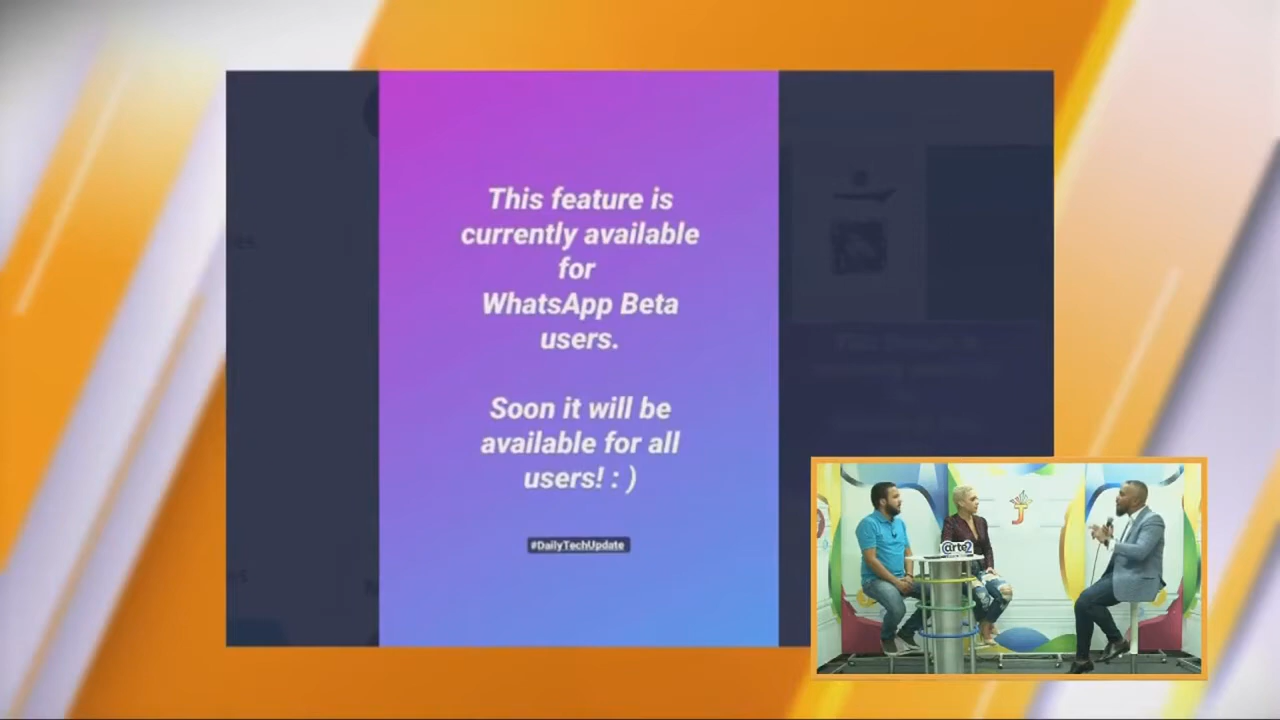 This feature is
currently available
for
WhatsApp Beta
users.
Soon it will be
available for all
users! : )
#DailyTechUpdate
@rte2
J